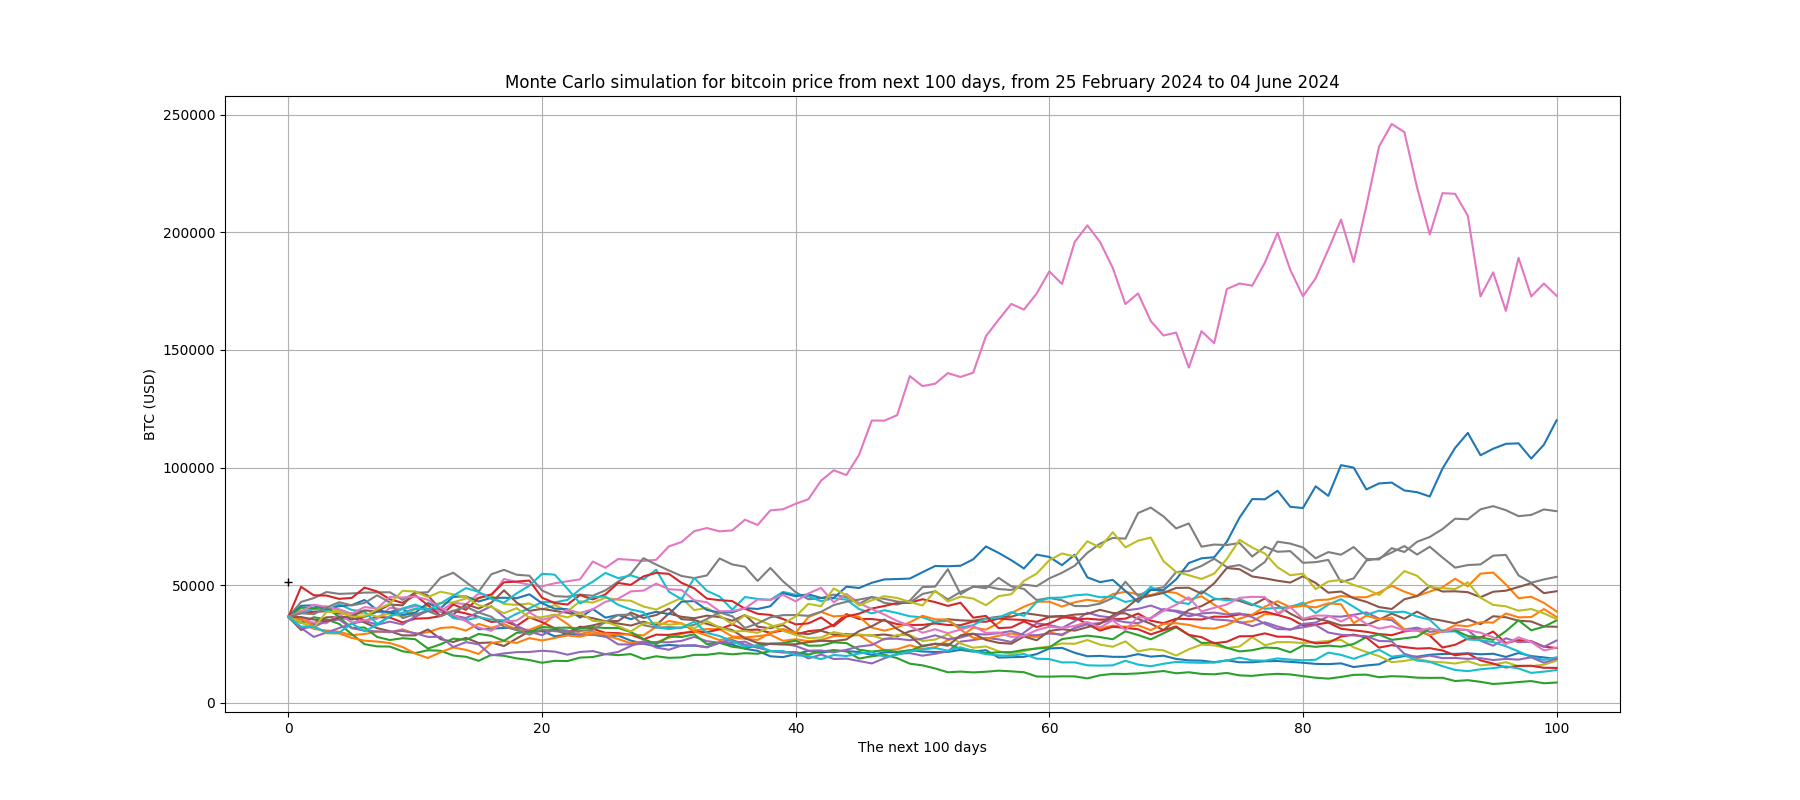 Monte Carlo simulation for bitcoin price from next 100 days, from 25 February 2024 to 04 June 2024
250000
200000
150000
100000
50000
0
BTC (USD)
0 20 40 60 80 100
The next 100 days